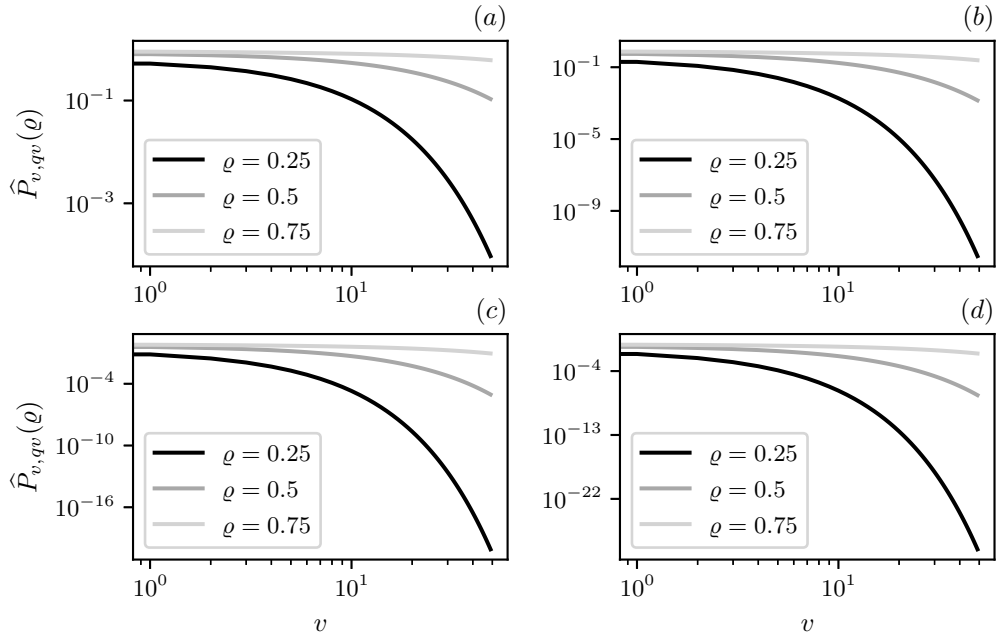 (a)
P̂_{v,qv}(ϱ)
10^{-1}
10^{-3}
ϱ = 0.25
ϱ = 0.5
ϱ = 0.75
10^0
10^1
(b)
10^{-1}
10^{-5}
10^{-9}
ϱ = 0.25
ϱ = 0.5
ϱ = 0.75
10^0
10^1
(c)
P̂_{v,qv}(ϱ)
10^{-4}
10^{-10}
10^{-16}
ϱ = 0.25
ϱ = 0.5
ϱ = 0.75
10^0
10^1
v
(d)
10^{-4}
10^{-13}
10^{-22}
ϱ = 0.25
ϱ = 0.5
ϱ = 0.75
10^0
10^1
v